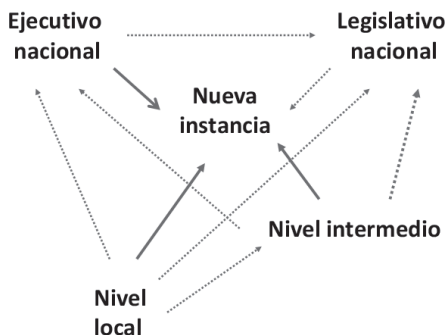 Ejecutivo
nacional
Legislativo
nacional
Nueva
instancia
Nivel intermedio
Nivel
local